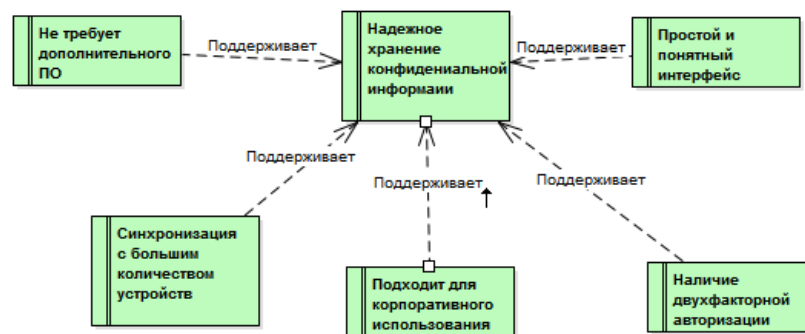 Не требует
дополнительного
ПО
Поддерживает
Надежное
хранение
конфидениальной
информаии
Поддерживает
Простой и
понятный
интерфейс
Поддерживает
Поддерживает
Поддерживает
Синхронизация
с большим
количеством
устройств
Подходит для
корпоративного
использования
Наличие
двухфакторной
авторизации